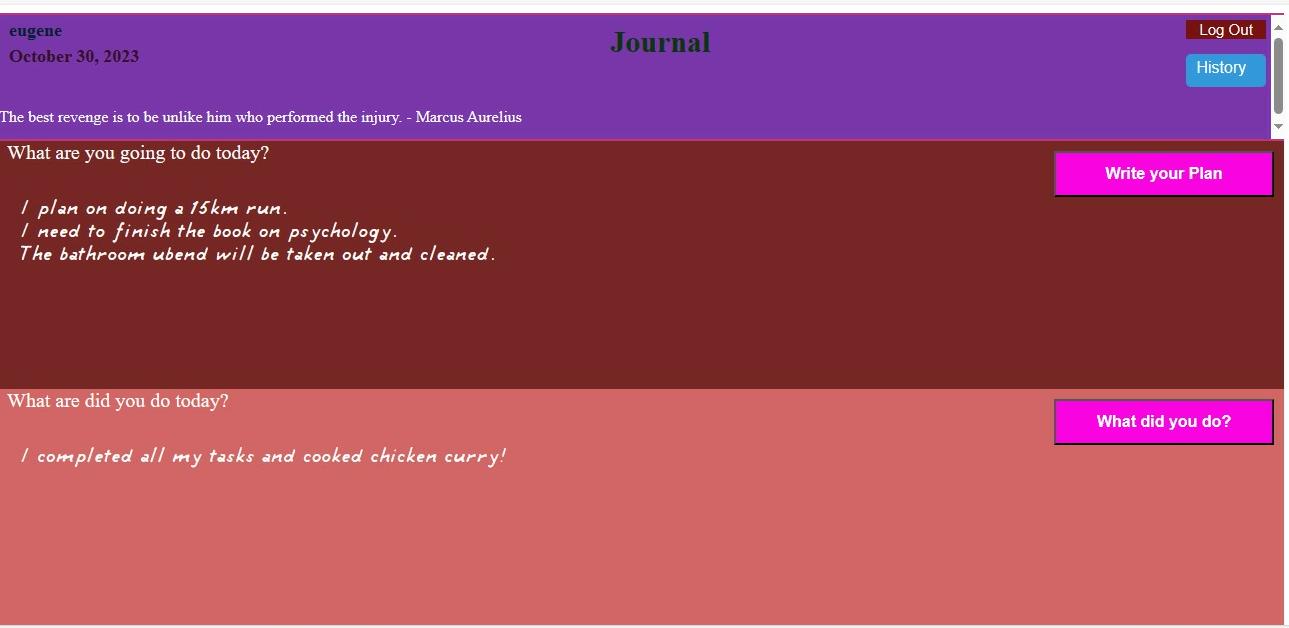 eugene
October 30, 2023
Journal
Log Out
History
The best revenge is to be unlike him who performed the injury. - Marcus Aurelius
What are you going to do today?
Write your Plan
I plan on doing a 15km run.
I need to finish the book on psychology.
The bathroom ubend will be taken out and cleaned.
What are did you do today?
What did you do?
I completed all my tasks and cooked chicken curry!